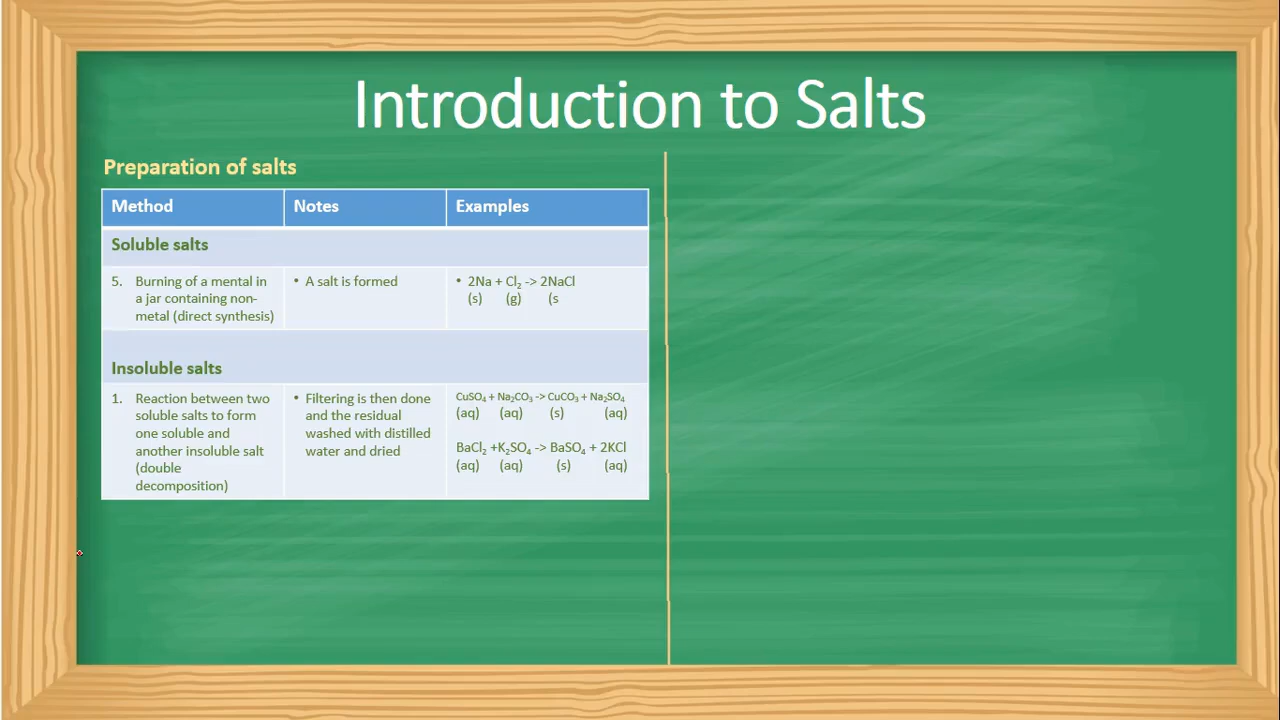 Introduction to Salts
Preparation of salts
Method Notes Examples
Soluble salts
5. Burning of a mental in
a jar containing non-
metal (direct synthesis)
• A salt is formed
• 2Na + Cl₂ -> 2NaCl
(s) (g) (s
Insoluble salts
1. Reaction between two
soluble salts to form
one soluble and
another insoluble salt
(double
decomposition)
• Filtering is then done
and the residual
washed with distilled
water and dried
CuSO₄ + Na₂CO₃ -> CuCO₃ + Na₂SO₄
(aq) (aq) (s) (aq)
BaCl₂ +K₂SO₄ -> BaSO₄ + 2KCl
(aq) (aq) (s) (aq)